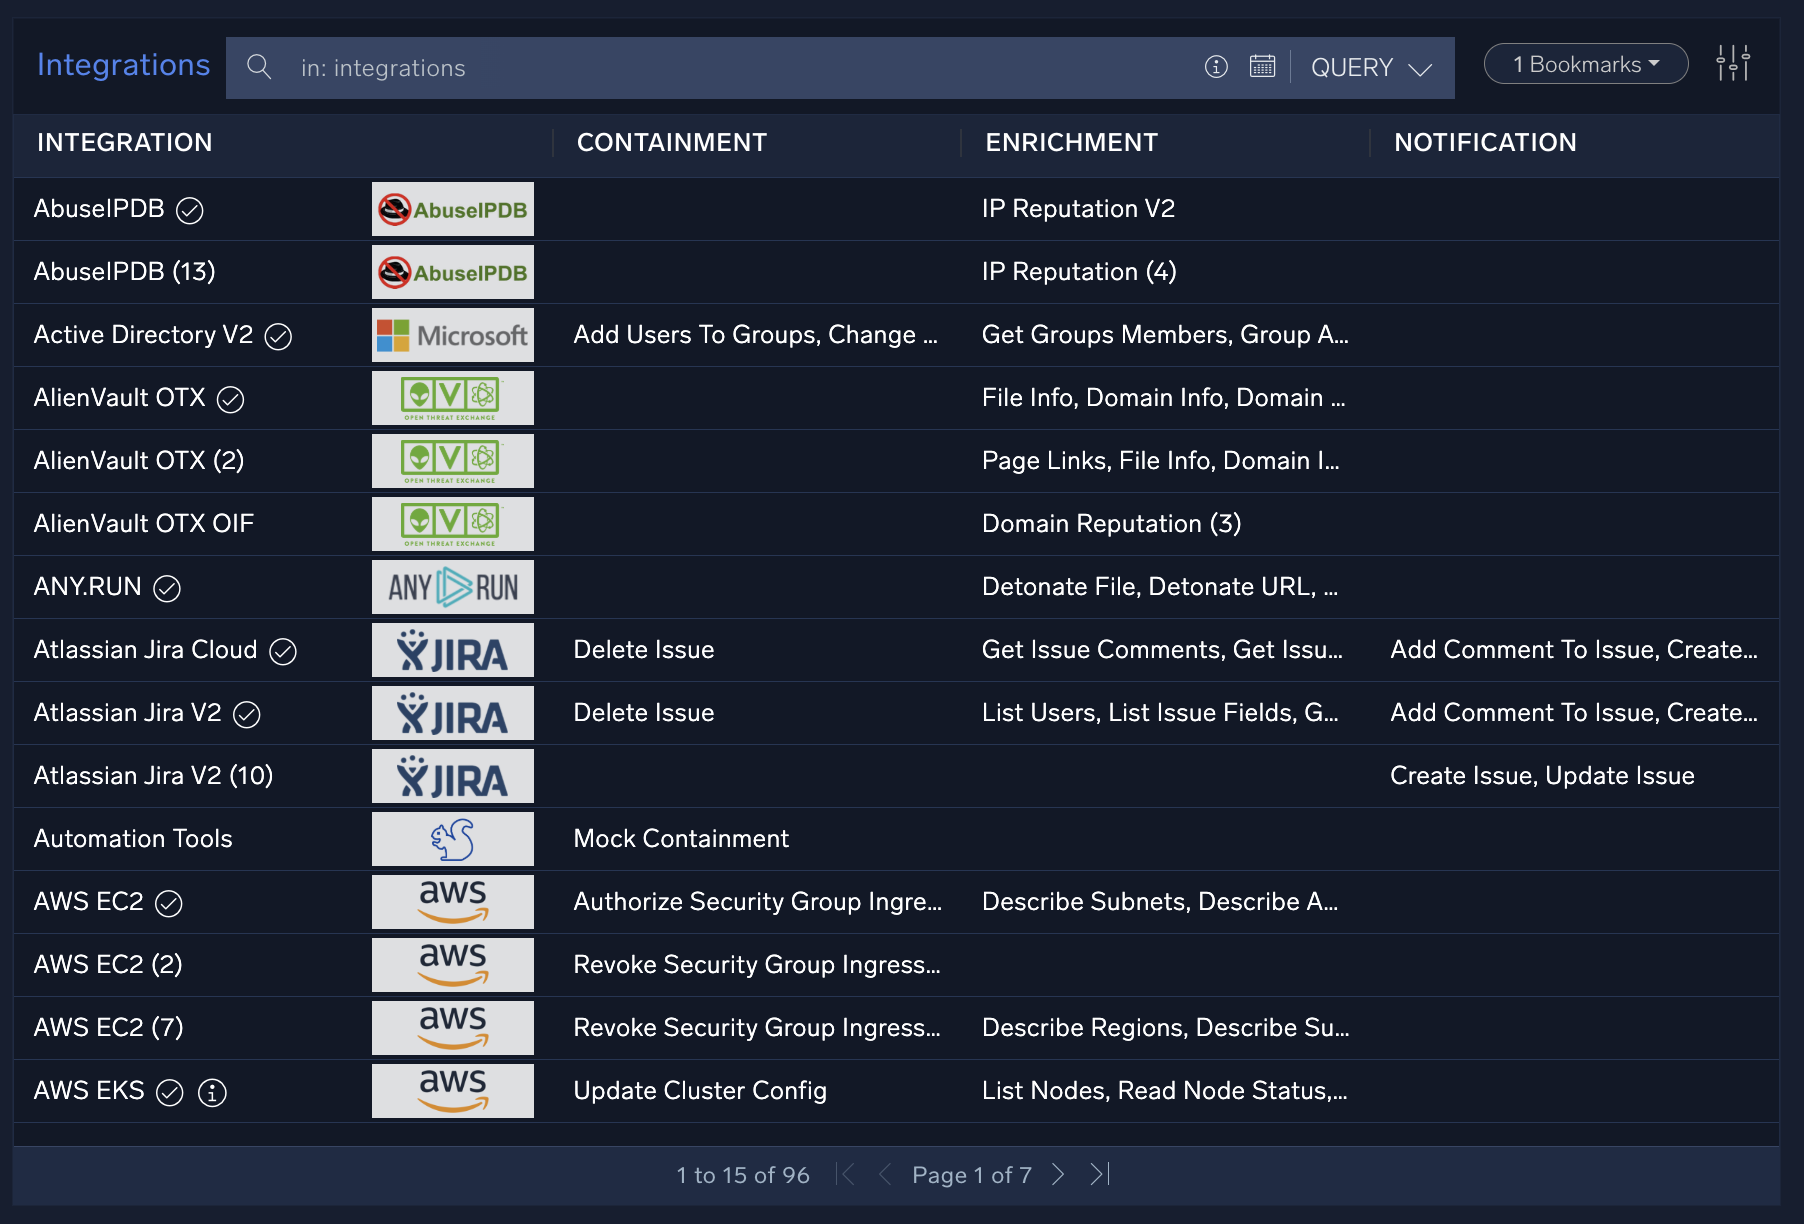 Integrations in: integrations QUERY 1 Bookmarks
INTEGRATION CONTAINMENT ENRICHMENT NOTIFICATION
AbuseIPDB AbuseIPDB IP Reputation V2
AbuseIPDB (13) AbuseIPDB IP Reputation (4)
Active Directory V2 Microsoft Add Users To Groups, Change ... Get Groups Members, Group A...
AlienVault OTX V OPEN THREAT EXCHANGE File Info, Domain Info, Domain ...
AlienVault OTX (2) V OPEN THREAT EXCHANGE Page Links, File Info, Domain I...
AlienVault OTX OIF V OPEN THREAT EXCHANGE Domain Reputation (3)
ANY.RUN ANY RUN Detonate File, Detonate URL, ...
Atlassian Jira Cloud JIRA Delete Issue Get Issue Comments, Get Issu... Add Comment To Issue, Create...
Atlassian Jira V2 JIRA Delete Issue List Users, List Issue Fields, G... Add Comment To Issue, Create...
Atlassian Jira V2 (10) JIRA Create Issue, Update Issue
Automation Tools Mock Containment
AWS EC2 aws Authorize Security Group Ingre... Describe Subnets, Describe A...
AWS EC2 (2) aws Revoke Security Group Ingress...
AWS EC2 (7) aws Revoke Security Group Ingress... Describe Regions, Describe Su...
AWS EKS aws Update Cluster Config List Nodes, Read Node Status,...
1 to 15 of 96 Page 1 of 7